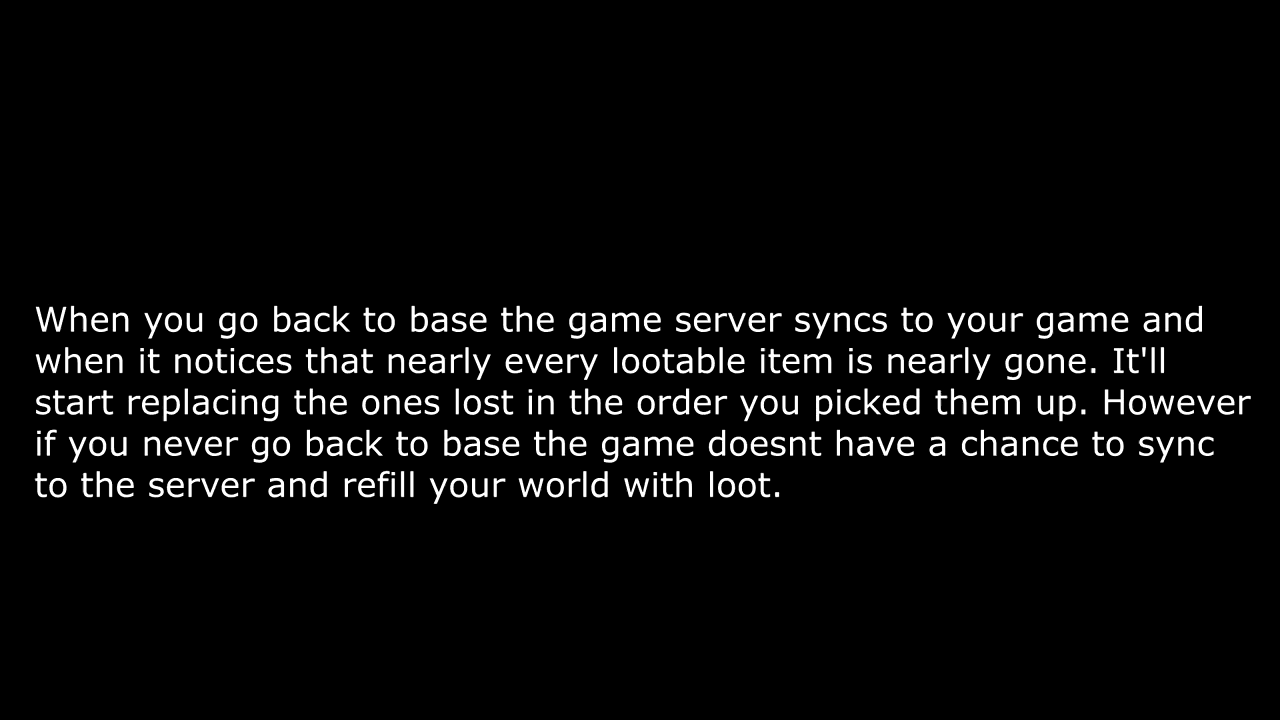 When you go back to base the game server syncs to your game and
when it notices that nearly every lootable item is nearly gone. It'll
start replacing the ones lost in the order you picked them up. However
if you never go back to base the game doesnt have a chance to sync
to the server and refill your world with loot.